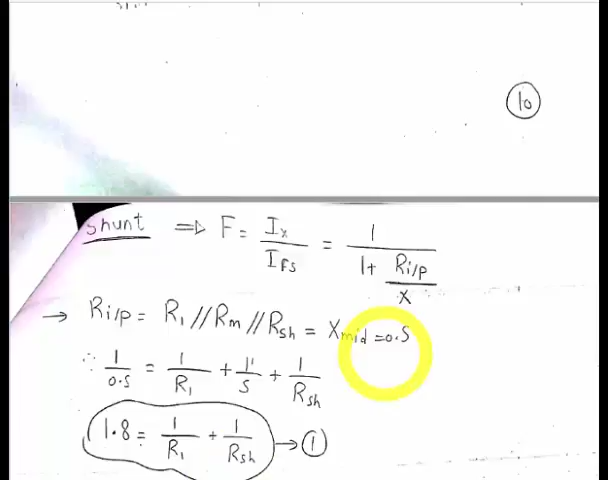 10
shunt ⇒ F = Ix/IFS = 1/(1+ Ri/p/x)
→ Ri/p = R1 // Rm // Rsh = Xmid = 0.5
∴ 1/0.5 = 1/R1 + 1/5 + 1/Rsh
1.8 = 1/R1 + 1/Rsh → 1